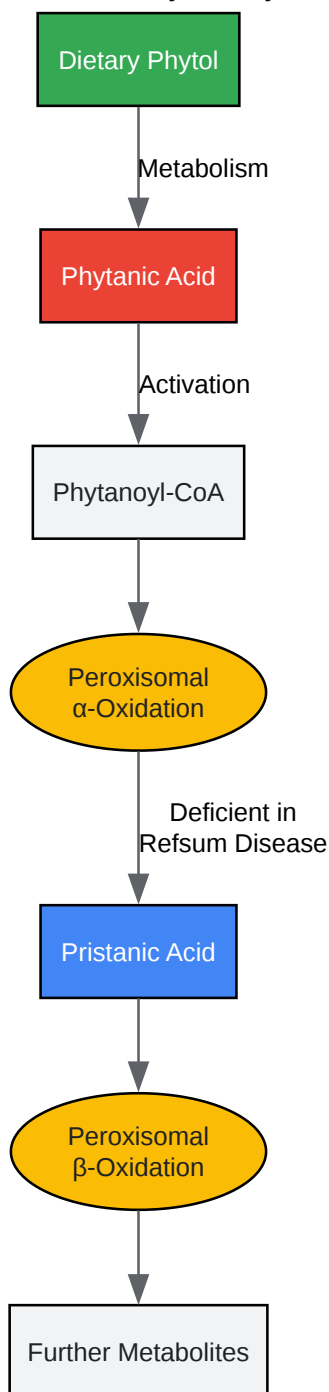 Dietary Phytol
Metabolism
Phytanic Acid
Activation
Phytanoyl-CoA
Peroxisomal
α-Oxidation
Deficient in
Refsum Disease
Pristanic Acid
Peroxisomal
β-Oxidation
Further Metabolites